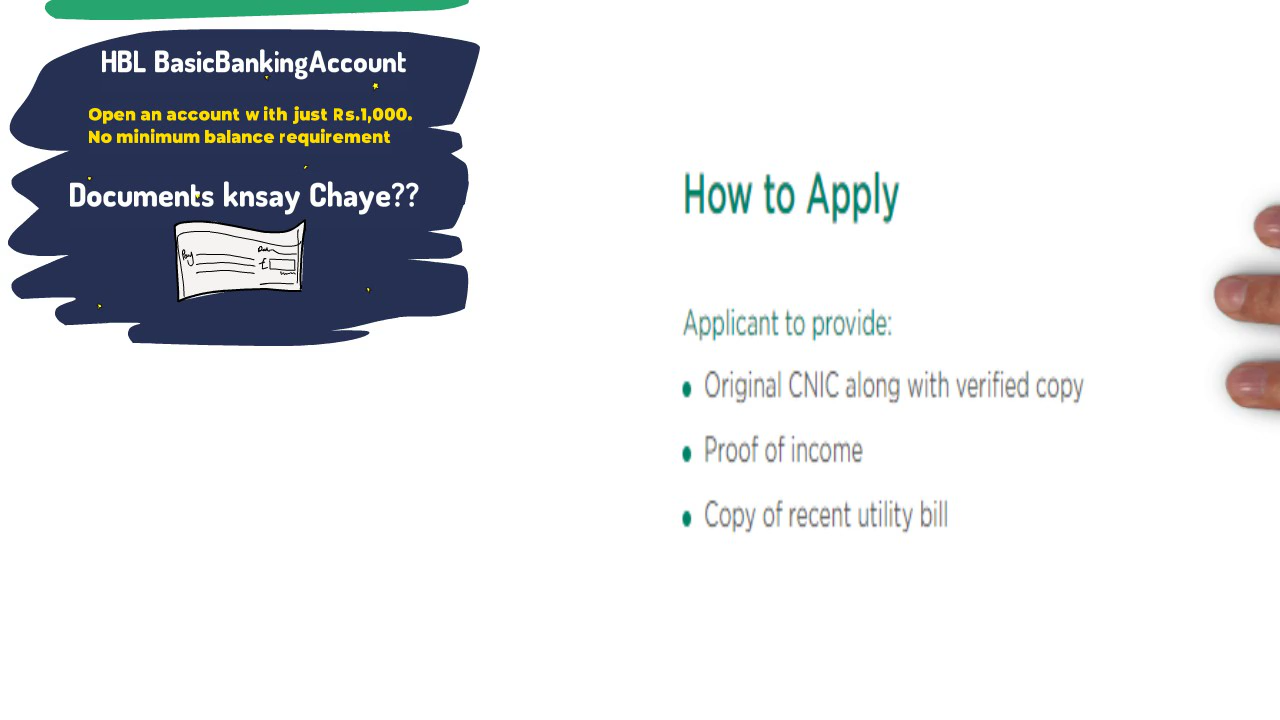 HBL BasicBankingAccount
Open an account with just Rs.1,000.
No minimum balance requirement
Documents knsay Chaye??
Pay
£
How to Apply
Applicant to provide:
Original CNIC along with verified copy
Proof of income
Copy of recent utility bill